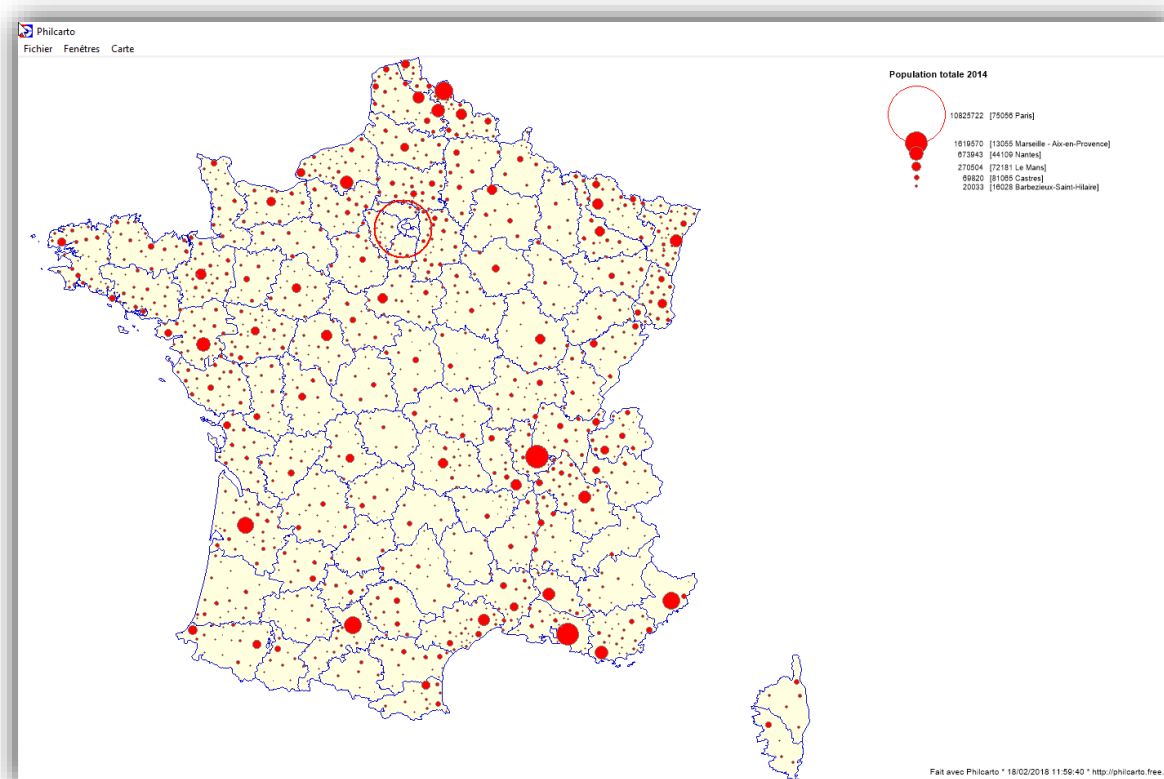 Philcarto
Fichier Fenêtres Carte
Population totale 2014
10825722 [75056 Paris]
1619570 [13055 Marseille - Aix-en-Provence]
673943 [44109 Nantes]
270504 [72181 Le Mans]
69820 [81065 Castres]
20033 [16028 Barbezieux-Saint-Hilaire]
Fait avec Philcarto * 18/02/2018 11:59:40 * http://philcarto.free.